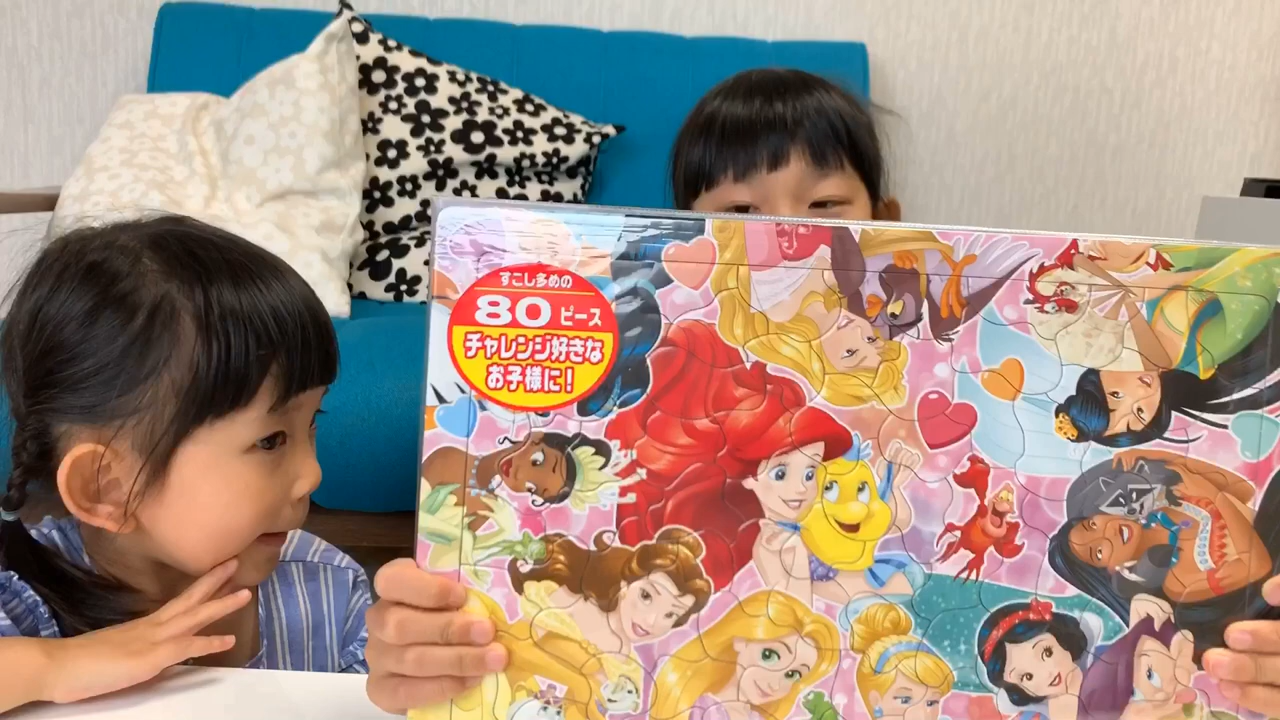 すこし多めの
80ピース
チャレンジ好きな
お子様に!